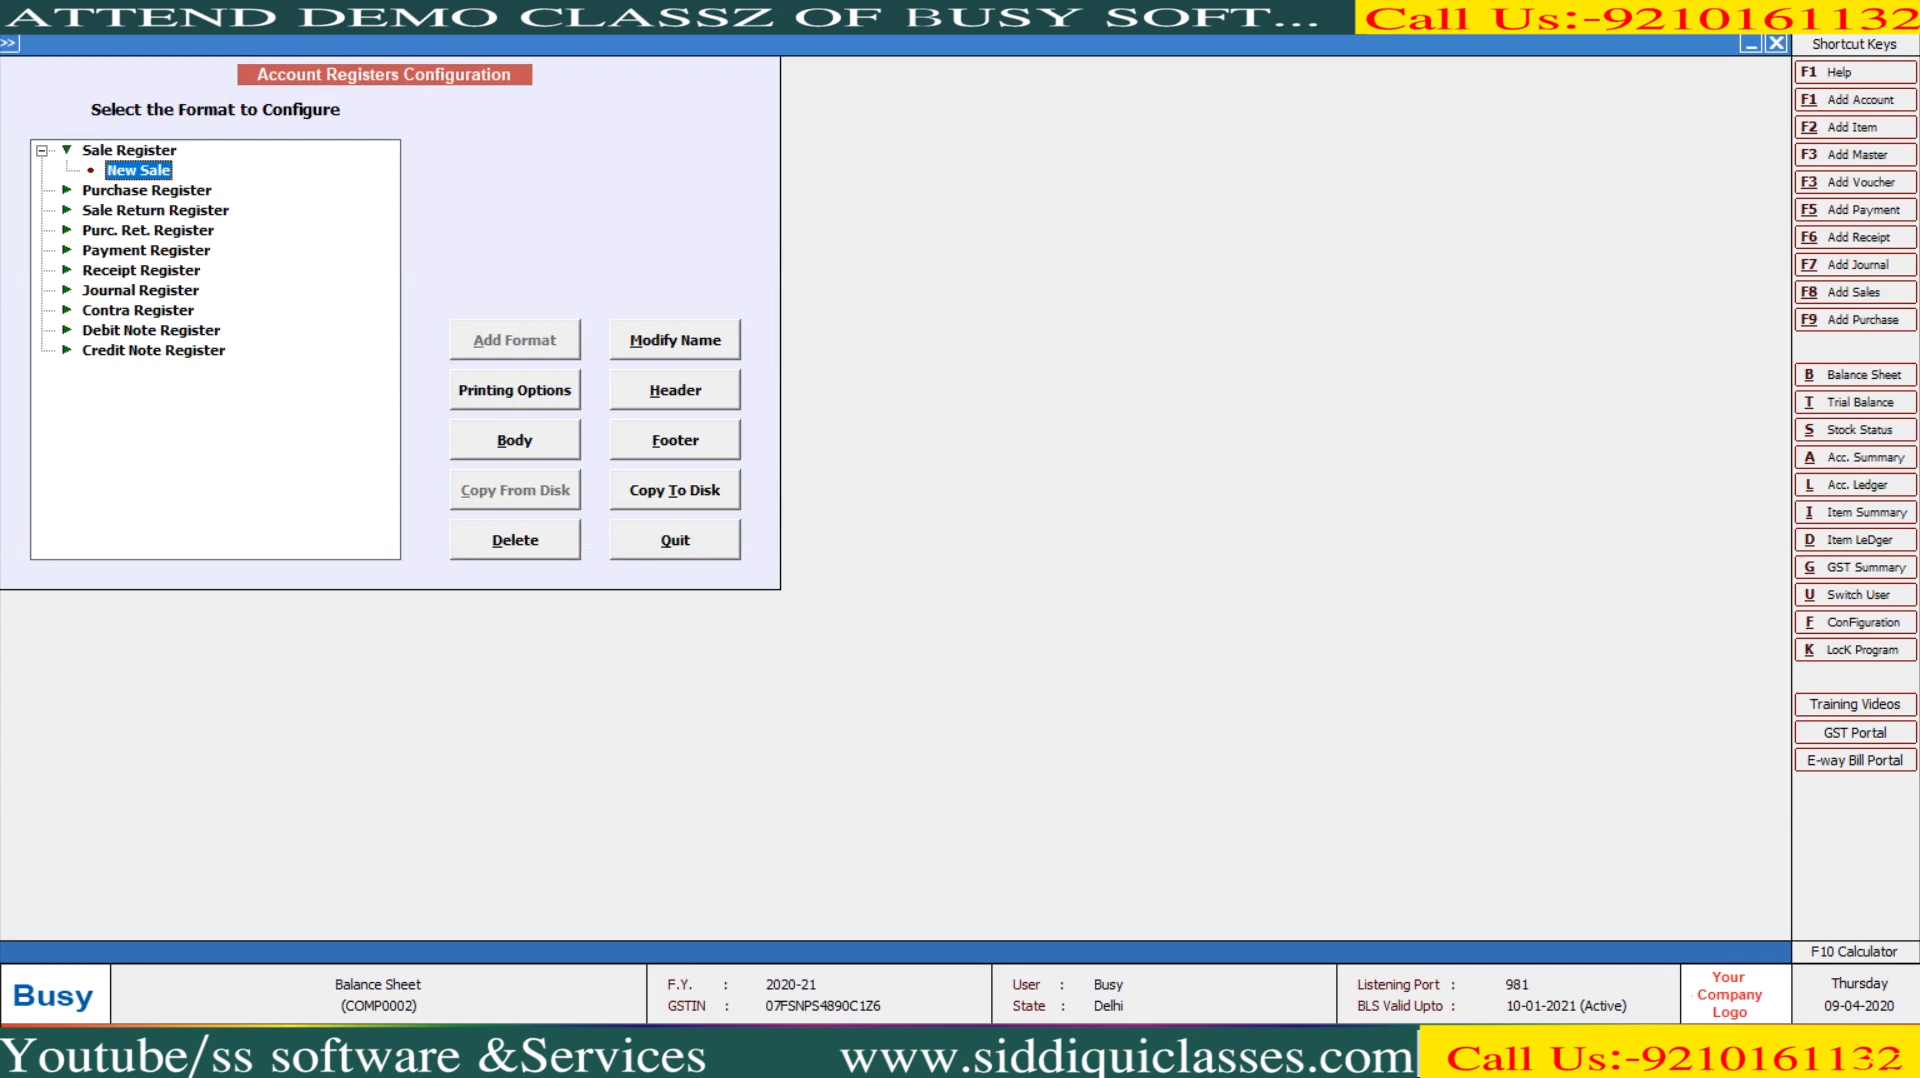 ATTEND DEMO CLASSZ OF BUSY SOFT...
Call Us:-9210161132
>>
Shortcut Keys
Account Registers Configuration
Select the Format to Configure
Sale Register
New Sale
Purchase Register
Sale Return Register
Purc. Ret. Register
Payment Register
Receipt Register
Journal Register
Contra Register
Debit Note Register
Credit Note Register
Add Format
Modify Name
Printing Options
Header
Body
Footer
Copy From Disk
Copy To Disk
Delete
Quit
F1 Help
F1 Add Account
F2 Add Item
F3 Add Master
F3 Add Voucher
F5 Add Payment
F6 Add Receipt
F7 Add Journal
F8 Add Sales
F9 Add Purchase
B Balance Sheet
T Trial Balance
S Stock Status
A Acc. Summary
L Acc. Ledger
I Item Summary
D Item LeDger
G GST Summary
U Switch User
F ConFiguration
K LocK Program
Training Videos
GST Portal
E-way Bill Portal
F10 Calculator
Busy
Balance Sheet
(COMP0002)
F.Y. : 2020-21
GSTIN : 07FSNPS4890C1Z6
User : Busy
State : Delhi
Listening Port : 981
BLS Valid Upto : 10-01-2021 (Active)
Your
Company
Logo
Thursday
09-04-2020
Youtube/ss software &Services
www.siddiquiclasses.com
Call Us:-9210161132